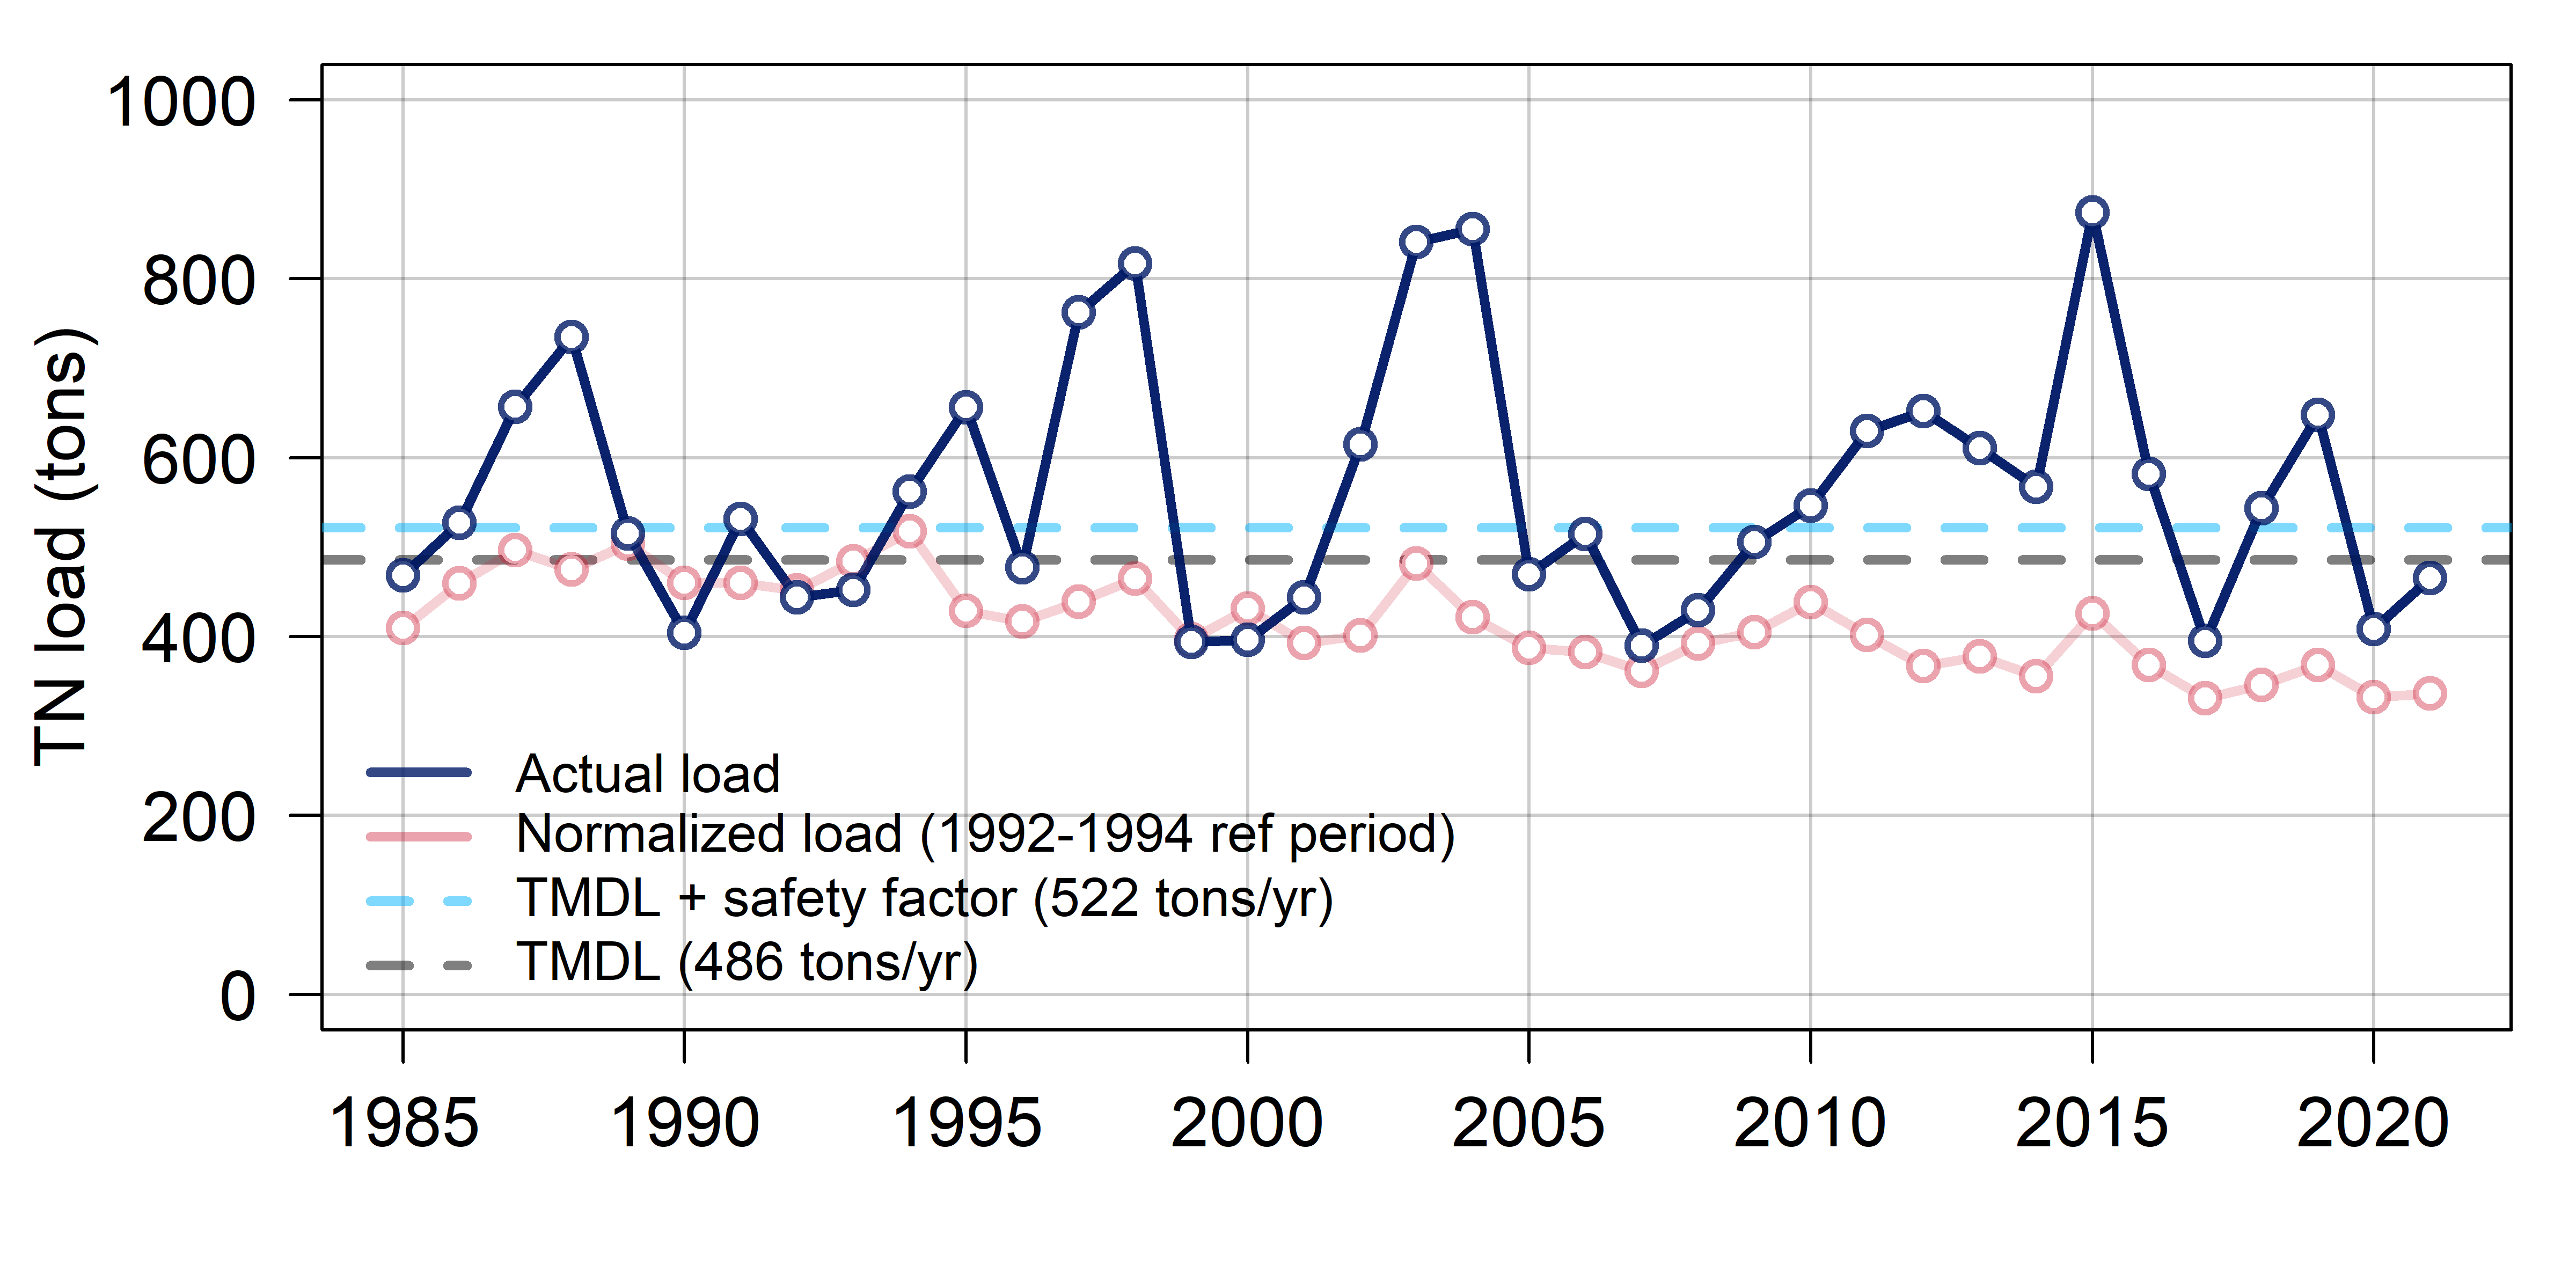 TN load (tons)
1000
800
600
400
200
0
Actual load
Normalized load (1992-1994 ref period)
TMDL + safety factor (522 tons/yr)
TMDL (486 tons/yr)
1985 1990 1995 2000 2005 2010 2015 2020